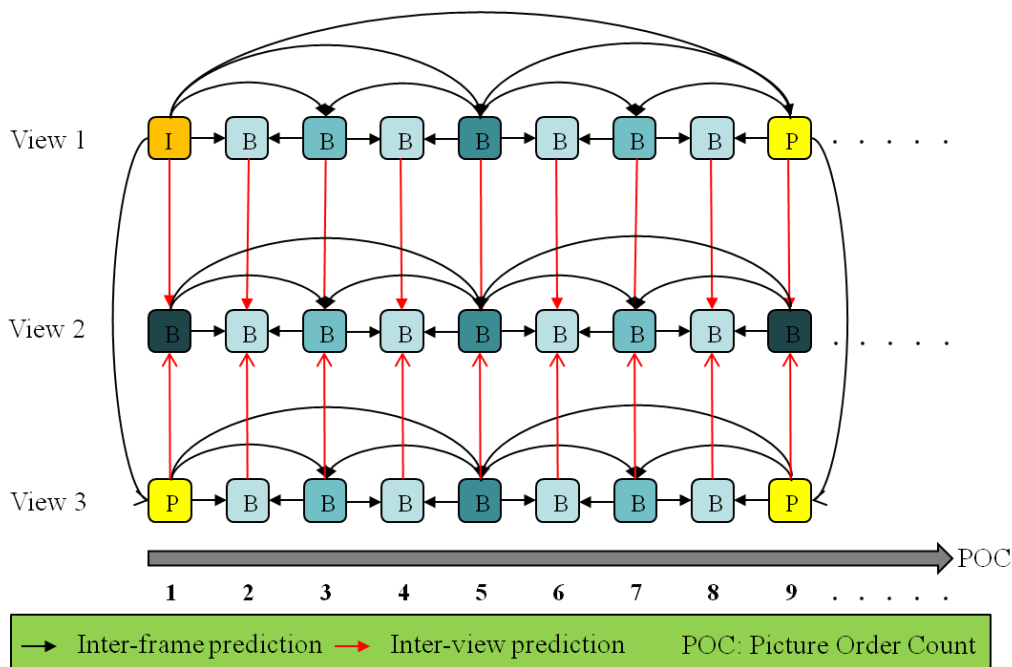 View 1 I B B B B B B B P . . . . .
View 2 B B B B B B B B B . . . . .
View 3 P B B B B B B B P
POC
1 2 3 4 5 6 7 8 9 . . . . .
Inter-frame prediction Inter-view prediction POC: Picture Order Count